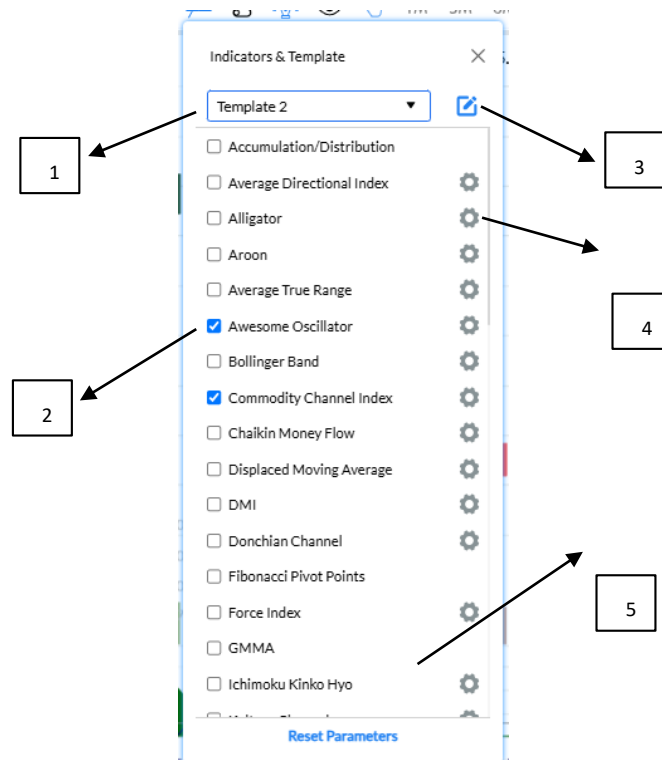 Indicators & Template
Template 2
Accumulation/Distribution
1
3
Average Directional Index
Alligator
Aroon
Average True Range
4
Awesome Oscillator
Bollinger Band
Commodity Channel Index
2
Chaikin Money Flow
Displaced Moving Average
DMI
Donchian Channel
Fibonacci Pivot Points
Force Index
5
GMMA
Ichimoku Kinko Hyo
Reset Parameters